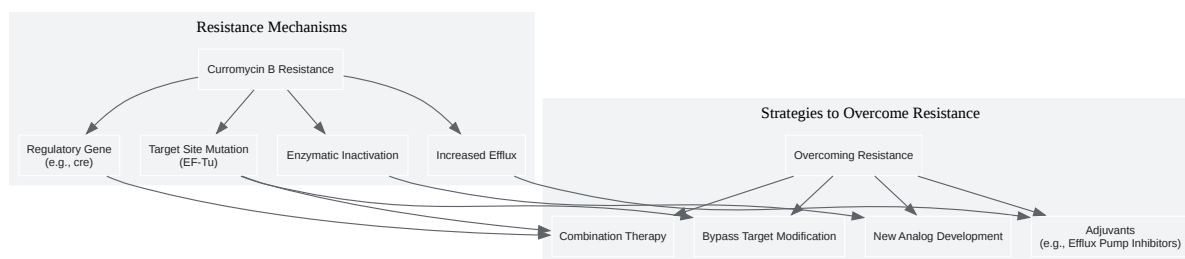 Resistance Mechanisms
Curromycin B Resistance
Regulatory Gene
(e.g., cre)
Target Site Mutation
(EF-Tu)
Enzymatic Inactivation
Increased Efflux
Strategies to Overcome Resistance
Overcoming Resistance
Combination Therapy
Bypass Target Modification
New Analog Development
Adjuvants
(e.g., Efflux Pump Inhibitors)